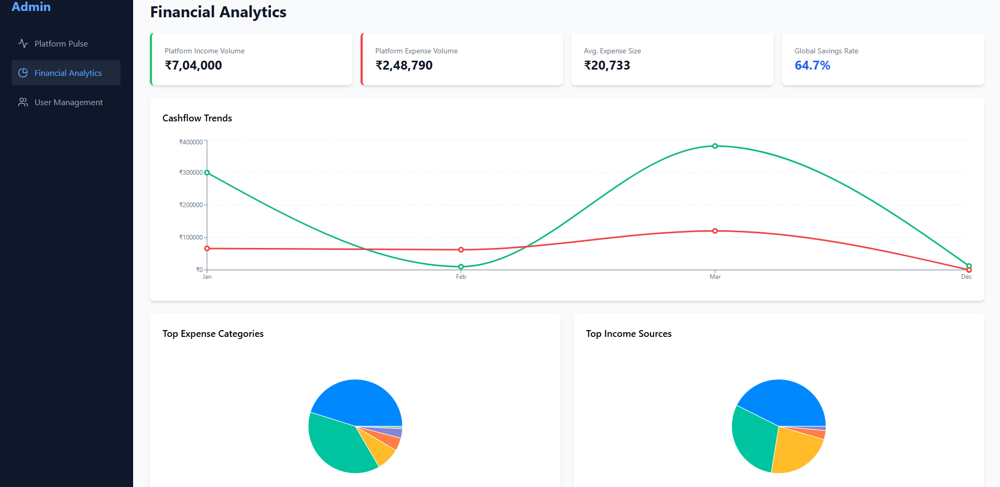 Admin
Platform Pulse
Financial Analytics
User Management
Financial Analytics
Platform Income Volume
₹7,04,000
Platform Expense Volume
₹2,48,790
Avg. Expense Size
₹20,733
Global Savings Rate
64.7%
Cashflow Trends
₹400000
₹300000
₹200000
₹100000
₹0
Jan Feb Mar Dec
Top Expense Categories
Top Income Sources